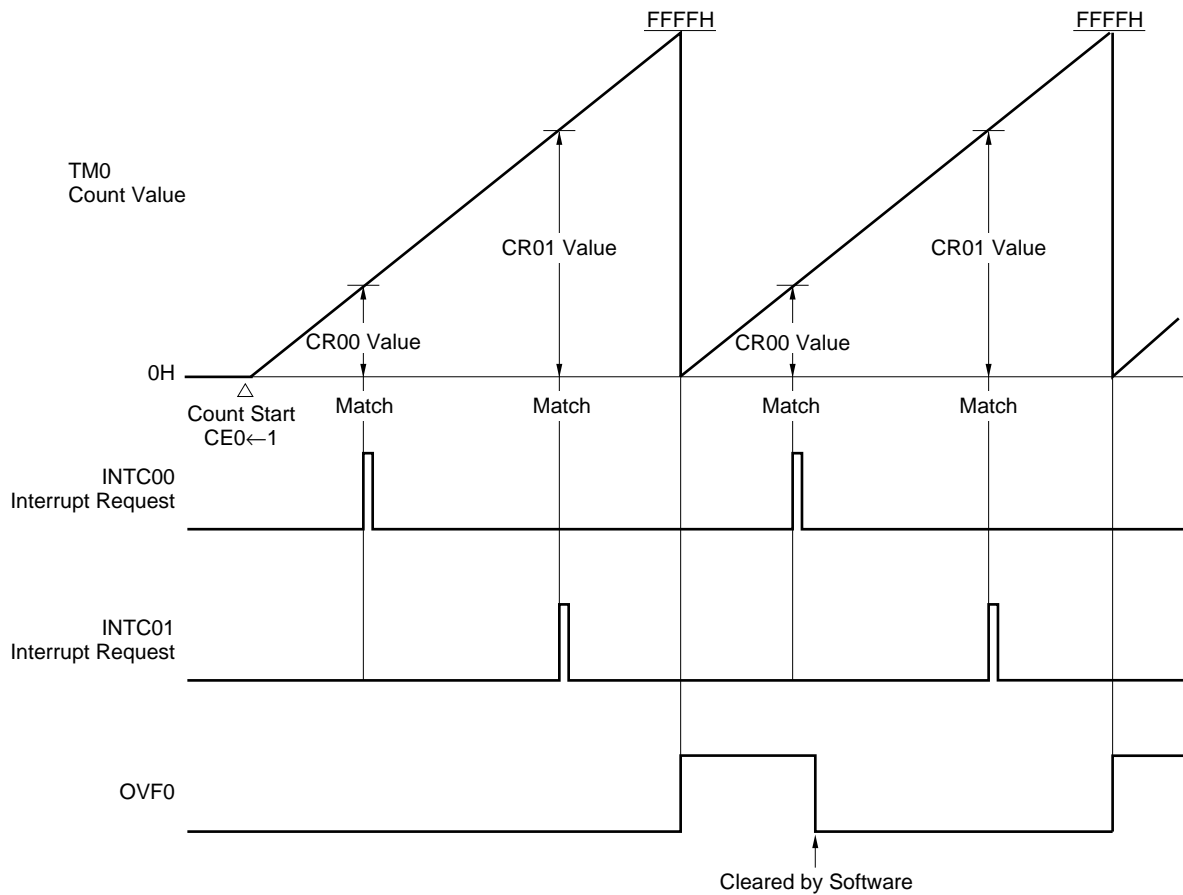 FFFFH
FFFFH
TM0
Count Value
CR01 Value
CR01 Value
CR00 Value
CR00 Value
0H
Count Start
CE0←1
Match
Match
Match
Match
INTC00
Interrupt Request
INTC01
Interrupt Request
OVF0
Cleared by Software